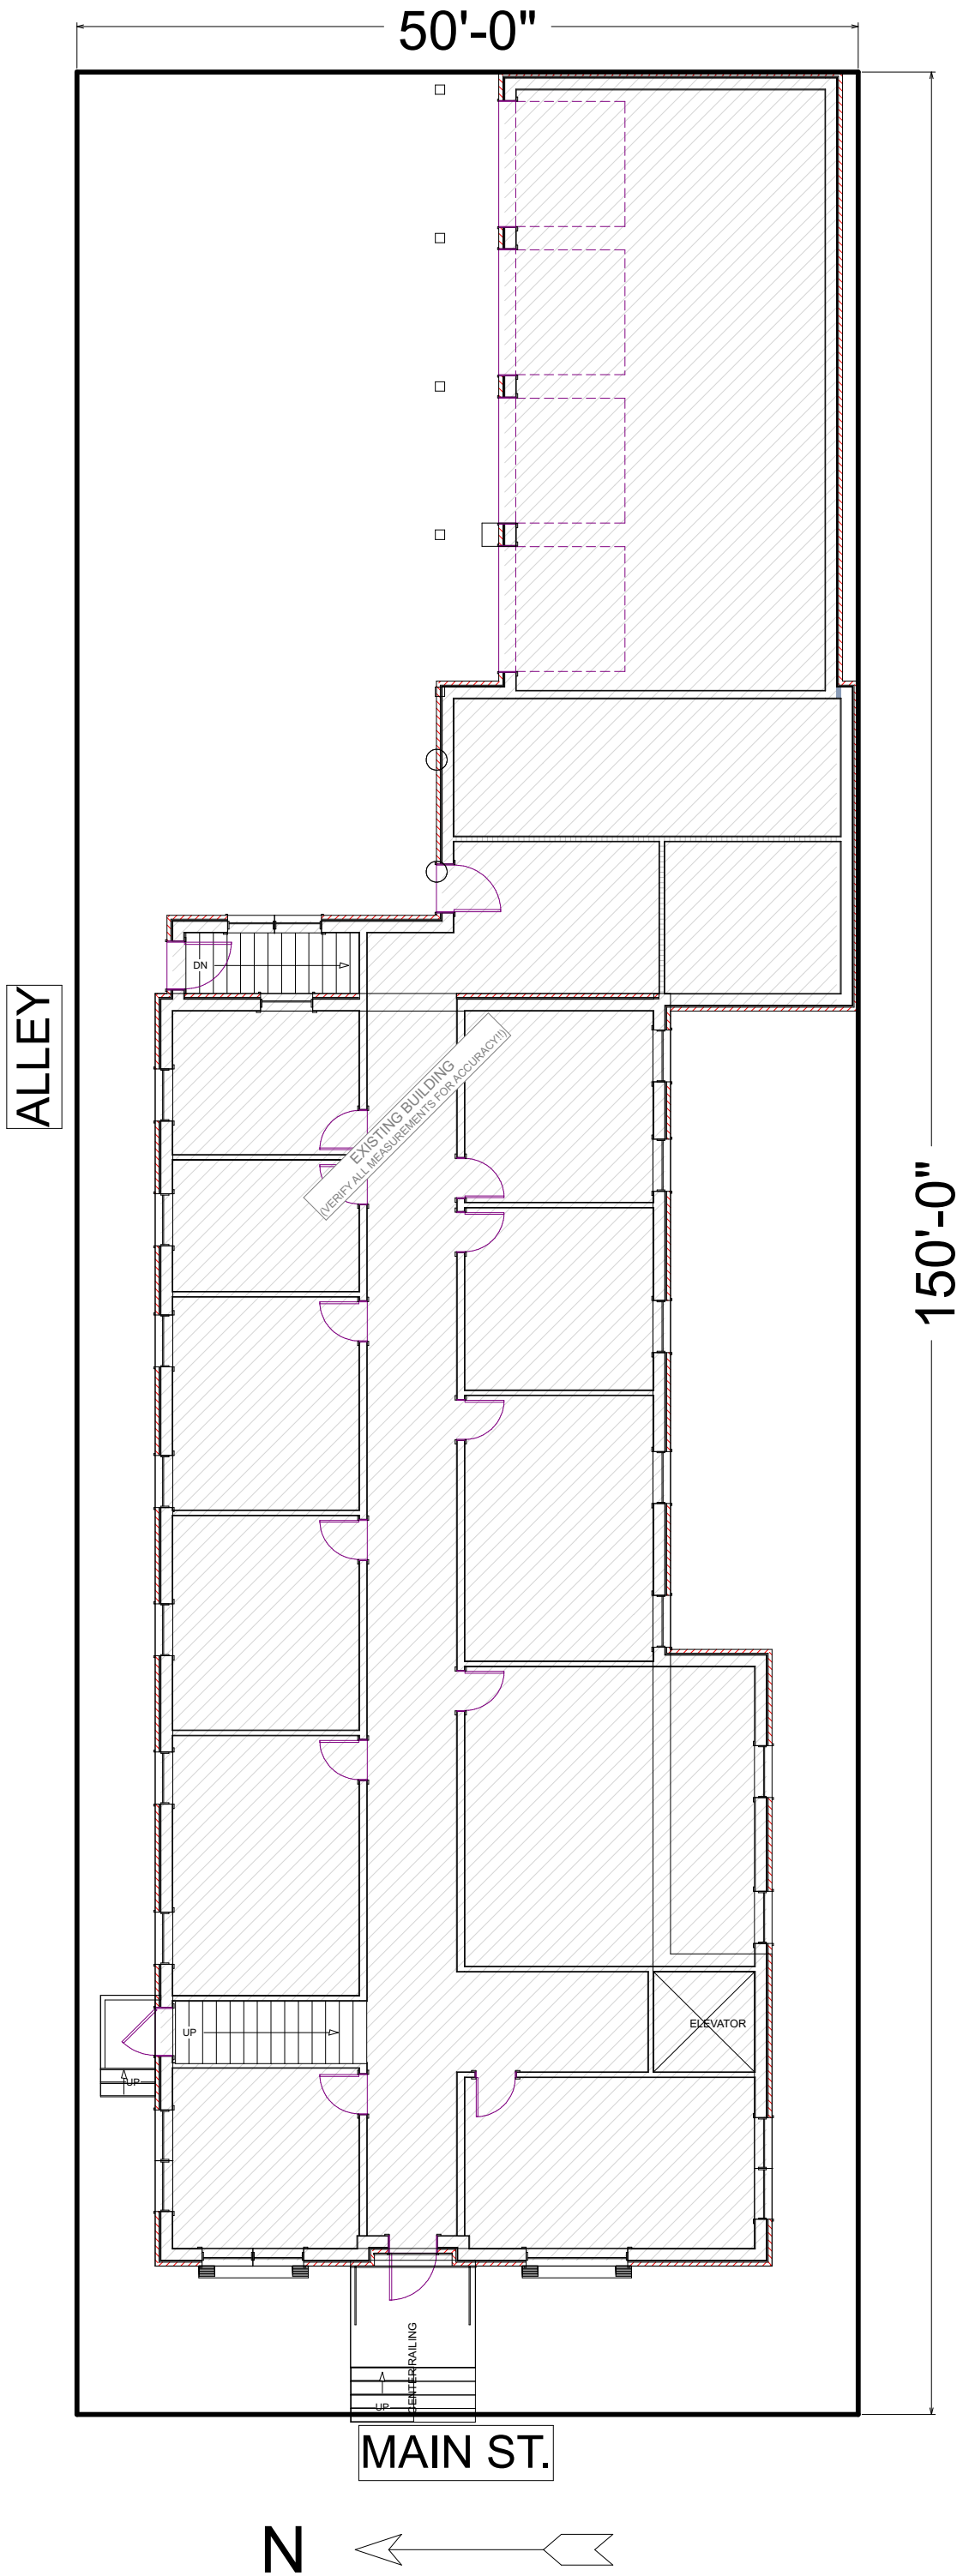 50'-0"
DN
ALLEY
EXISTING BUILDING
(VERIFY ALL MEASUREMENTS FOR ACCURACY!!)
150'-0"
UP
ELEVATOR
UP
CENTER RAILING
UP
MAIN ST.
N